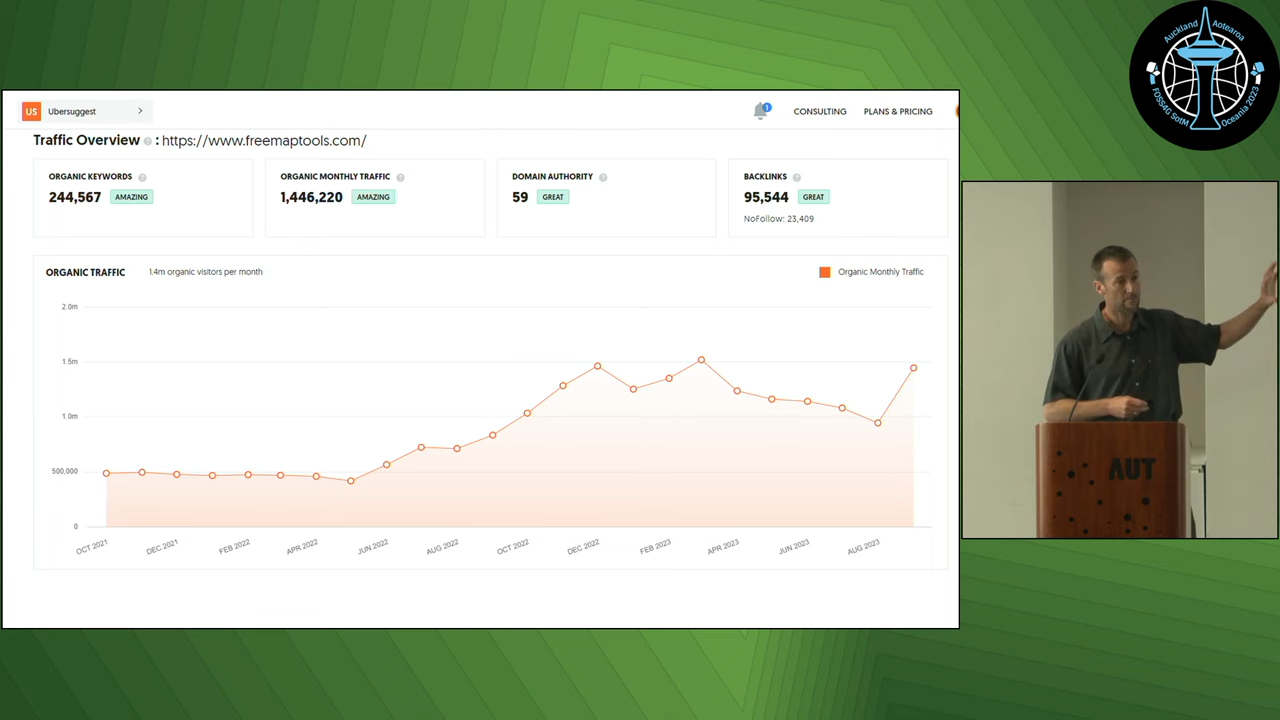 US Ubersuggest
1
CONSULTING
PLANS & PRICING
Traffic Overview ? : https://www.freemaptools.com/
ORGANIC KEYWORDS ?
244,567 AMAZING
ORGANIC MONTHLY TRAFFIC ?
1,446,220 AMAZING
DOMAIN AUTHORITY ?
59 GREAT
BACKLINKS ?
95,544 GREAT
NoFollow: 23,409
ORGANIC TRAFFIC 1.4m organic visitors per month
Organic Monthly Traffic
2.0m
1.5m
1.0m
500,000
0
OCT 2021
DEC 2021
FEB 2022
APR 2022
JUN 2022
AUG 2022
OCT 2022
DEC 2022
FEB 2023
APR 2023
JUN 2023
AUG 2023
Auckland Aotearoa
FOSS4G SotM Oceania 2023
AUT